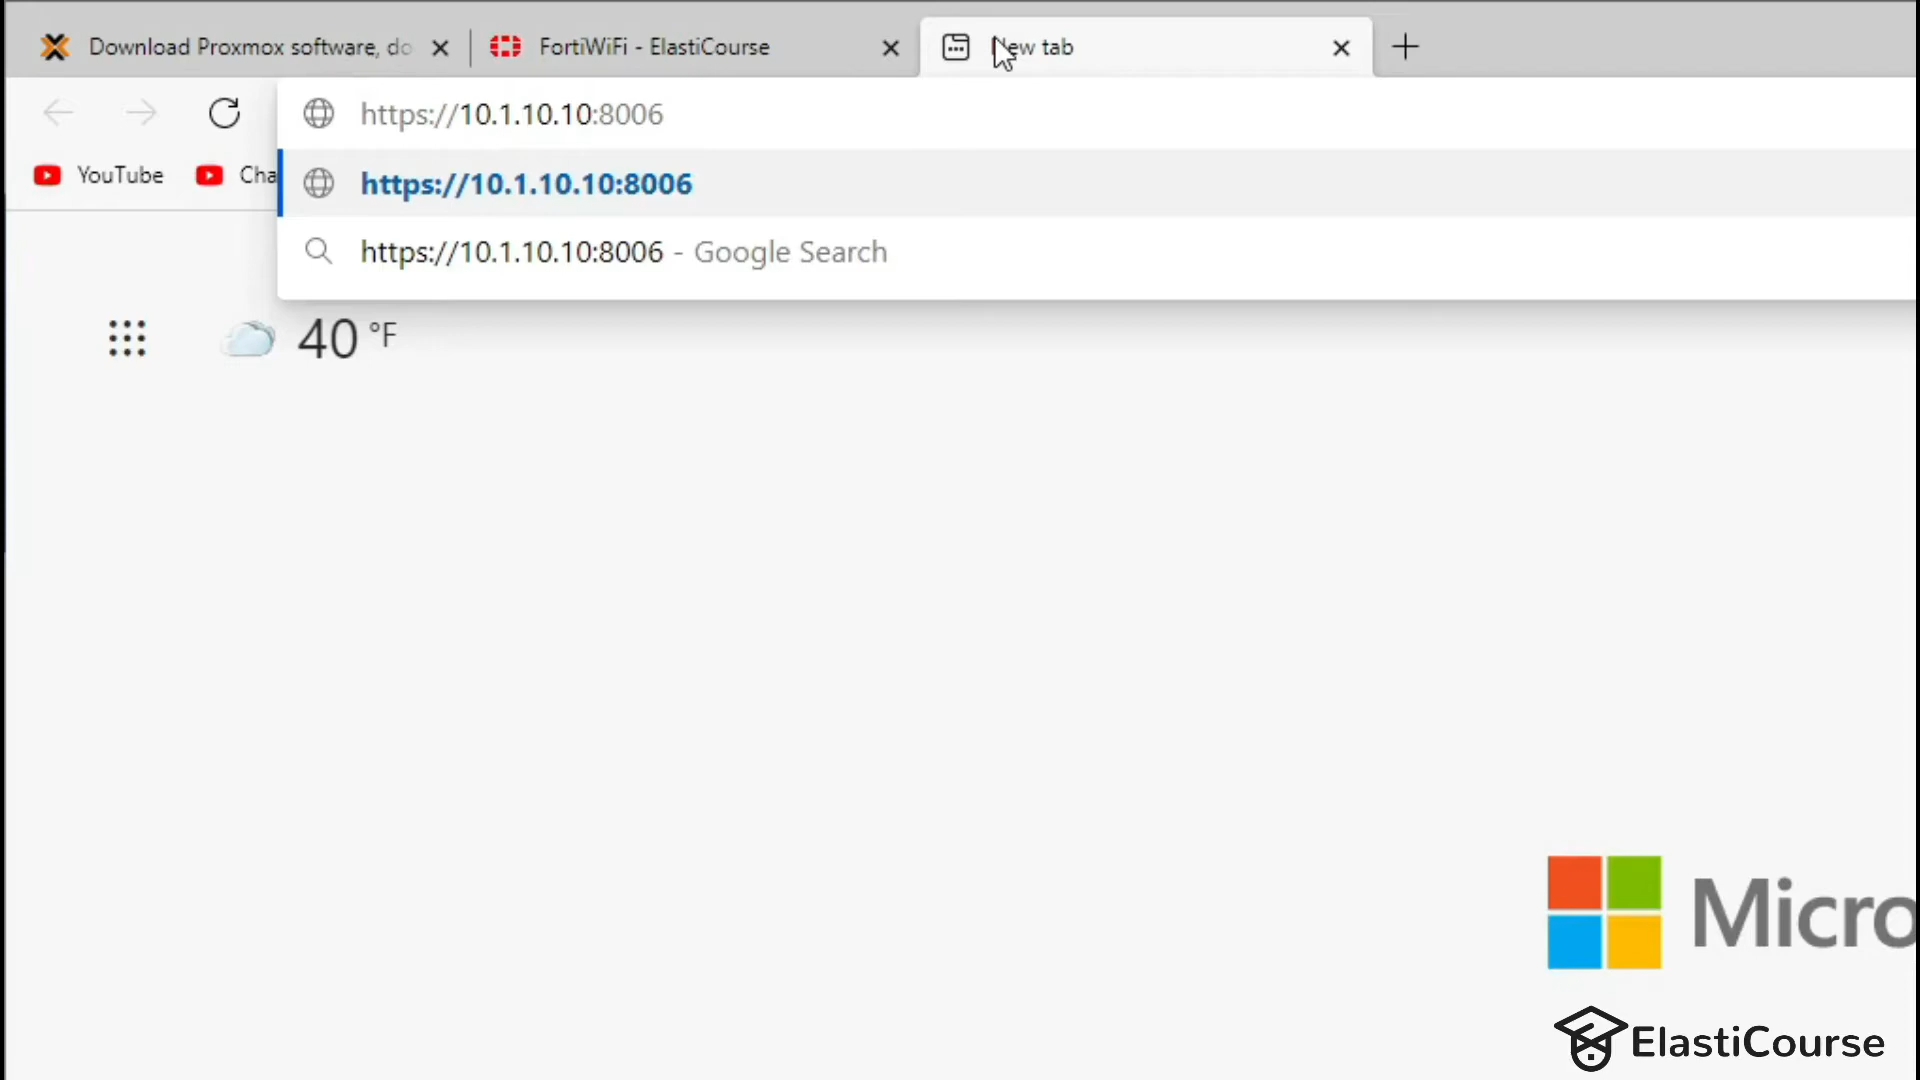 Download Proxmox software, do
FortiWiFi - ElastiCourse
New tab
https://10.1.10.10:8006
YouTube
Cha
https://10.1.10.10:8006
https://10.1.10.10:8006 - Google Search
40 °F
Micro
ElastiCourse